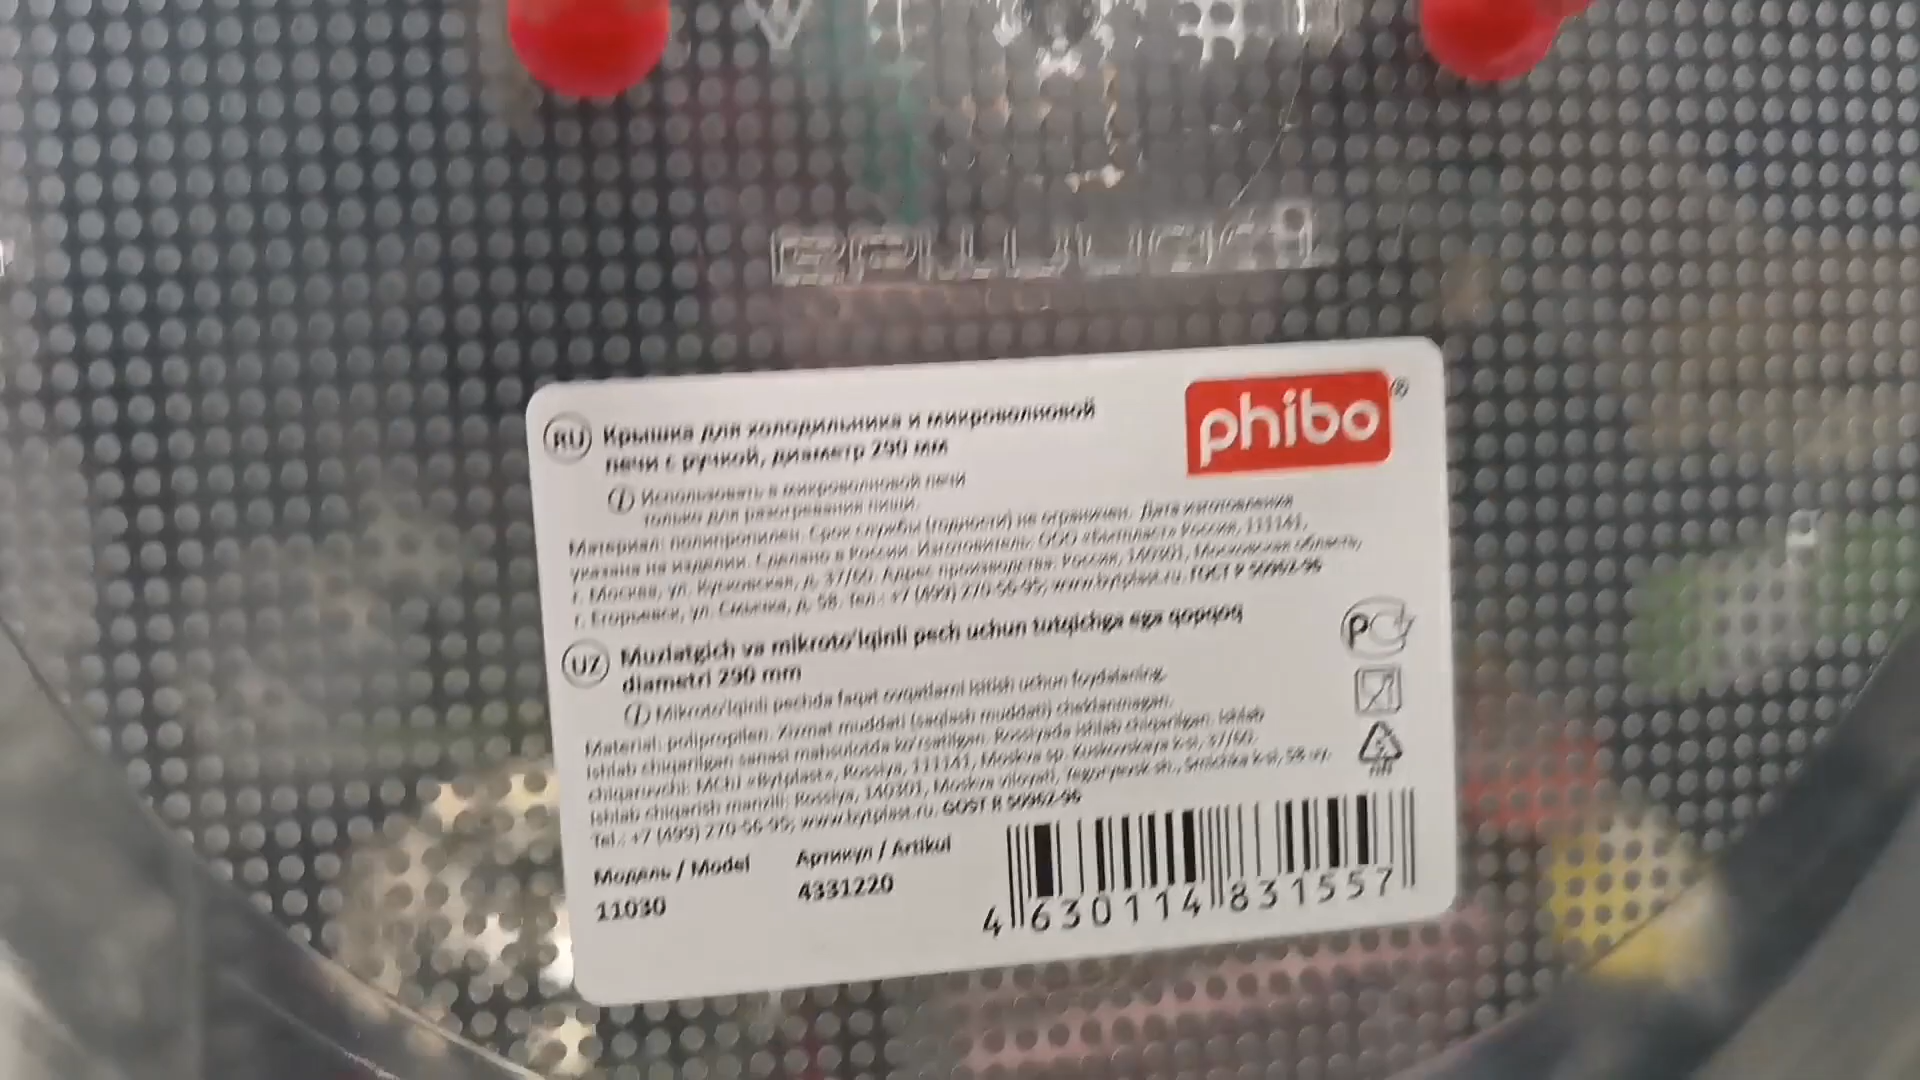 phibo®
RU Крышка для холодильника и микроволновой
печи с ручкой, диаметр 290 мм
Использовать в микроволновой печи
только для разогревания пищи.
Материал: полипропилен. Срок службы (годности) не ограничен. Дата изготовления
указана на изделии. Сделано в России. Изготовитель: ООО «Бытпласт» Россия, 111141,
г. Москва, ул. Кусковская, д. 37/60. Адрес производства: Россия, 140301, Московская область,
г. Егорьевск, ул. Смычка, д. 58. Тел.: +7 (499) 270-56-95; www.bytplast.ru. ГОСТ Р 50962-96
UZ Muzlatgich va mikroto'lqinli pech uchun tutqichga ega qopqoq
diametri 290 mm
Mikroto'lqinli pechda faqat ovqatlarni isitish uchun foydalaning.
Material: polipropilen. Xizmat muddati (saqlash muddati) cheklanmagan.
Ishlab chiqarilgan sanasi mahsulotda ko'rsatilgan. Rossiyada ishlab chiqarilgan. Ishlab
chiqaruvchi: MChJ «Bytplast», Rossiya, 111141, Moskva sh. Kuskovskaya k-si, 37/60.
Ishlab chiqarish manzili: Rossiya, 140301, Moskva viloyati, Yegoryevsk sh., Smichka k-si, 58-uy.
Tel.: +7 (499) 270-56-95; www.bytplast.ru. GOST R 50962-96
Модель / Model
11030
Артикул / Artikul
4331220
4 630114 831557